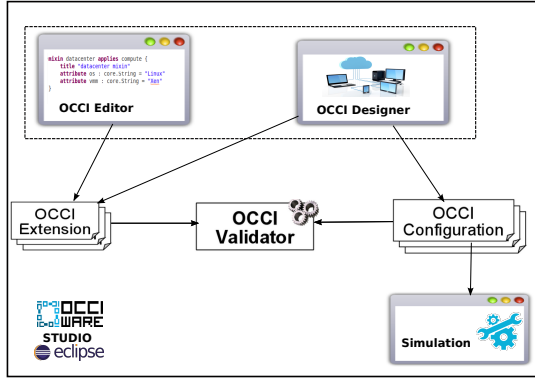 mixin datacenter applies compute {
title "datacenter mixin"
attribute os : core.String = "Linux"
attribute vmm : core.String = "Xen"
}
OCCI Editor
OCCI Designer
OCCI
Extension
OCCI
Validator
OCCI
Configuration
Simulation
OCCI
WARE
STUDIO
eclipse